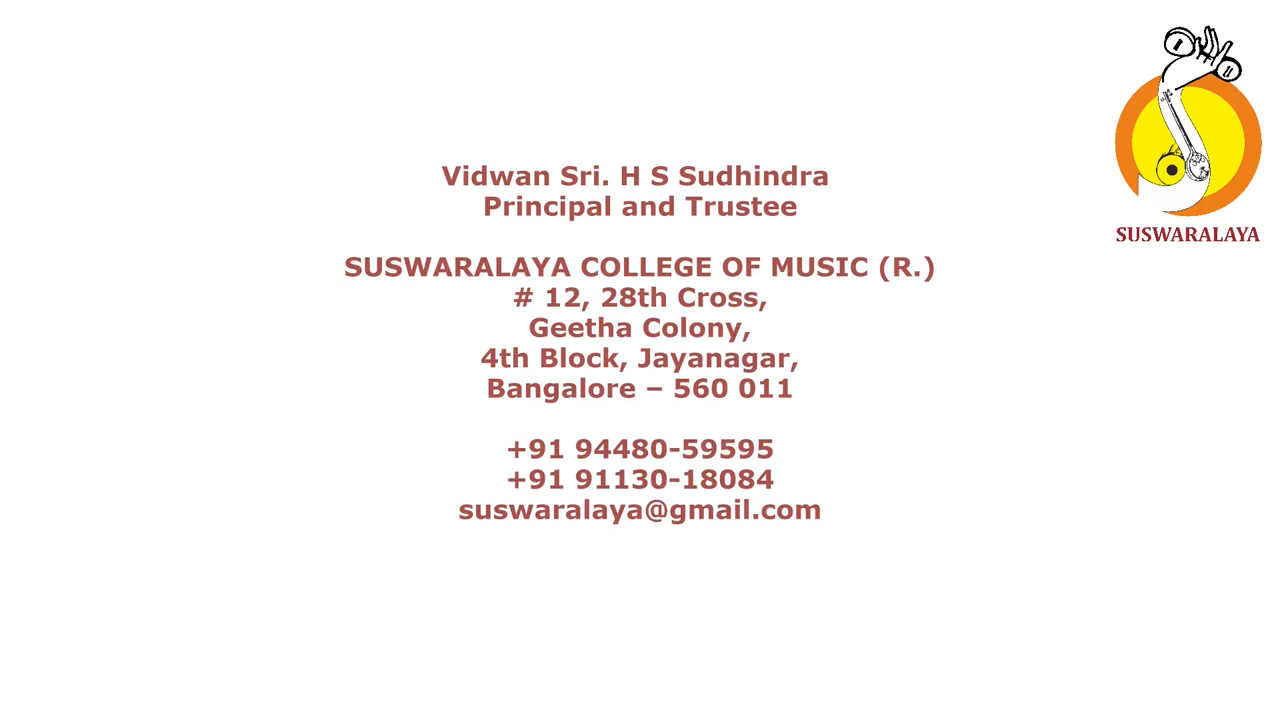 Vidwan Sri. H S Sudhindra
Principal and Trustee
SUSWARALAYA COLLEGE OF MUSIC (R.)
# 12, 28th Cross,
Geetha Colony,
4th Block, Jayanagar,
Bangalore – 560 011
+91 94480-59595
+91 91130-18084
suswaralaya@gmail.com
SUSWARALAYA